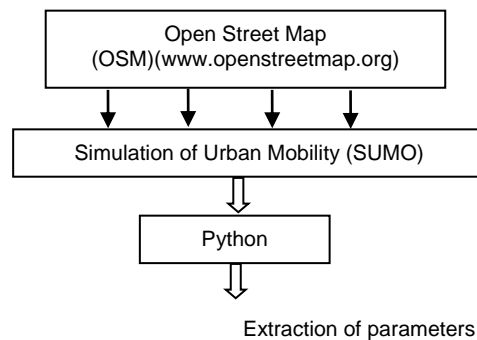 Open Street Map
(OSM)(www.openstreetmap.org)
Simulation of Urban Mobility (SUMO)
Python
Extraction of parameters